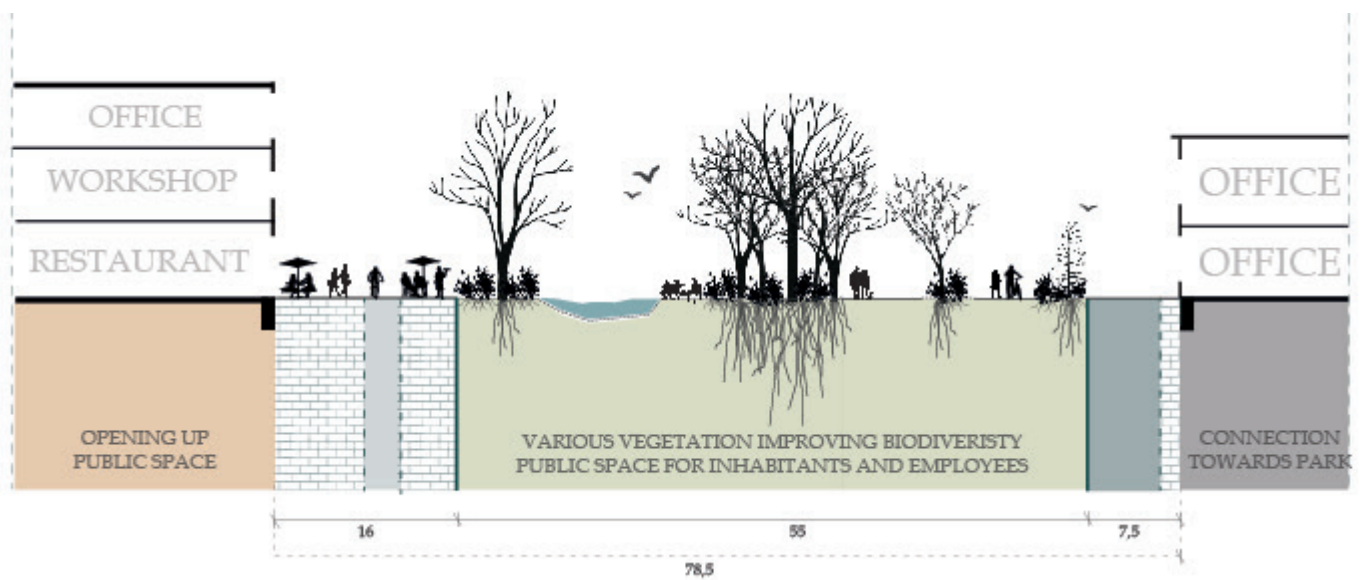 OFFICE
WORKSHOP
RESTAURANT
OFFICE
OFFICE
OPENING UP
PUBLIC SPACE
VARIOUS VEGETATION IMPROVING BIODIVERISTY
PUBLIC SPACE FOR INHABITANTS AND EMPLOYEES
CONNECTION
TOWARDS PARK
16
55
7,5
78,5